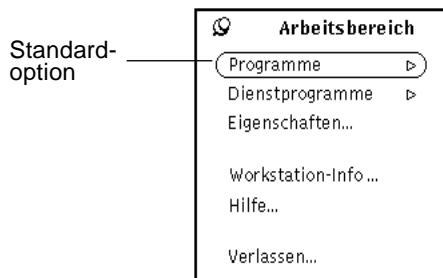 Arbeitsbereich
Standard-
option
Programme
Dienstprogramme
Eigenschaften...
Workstation-Info ...
Hilfe...
Verlassen...